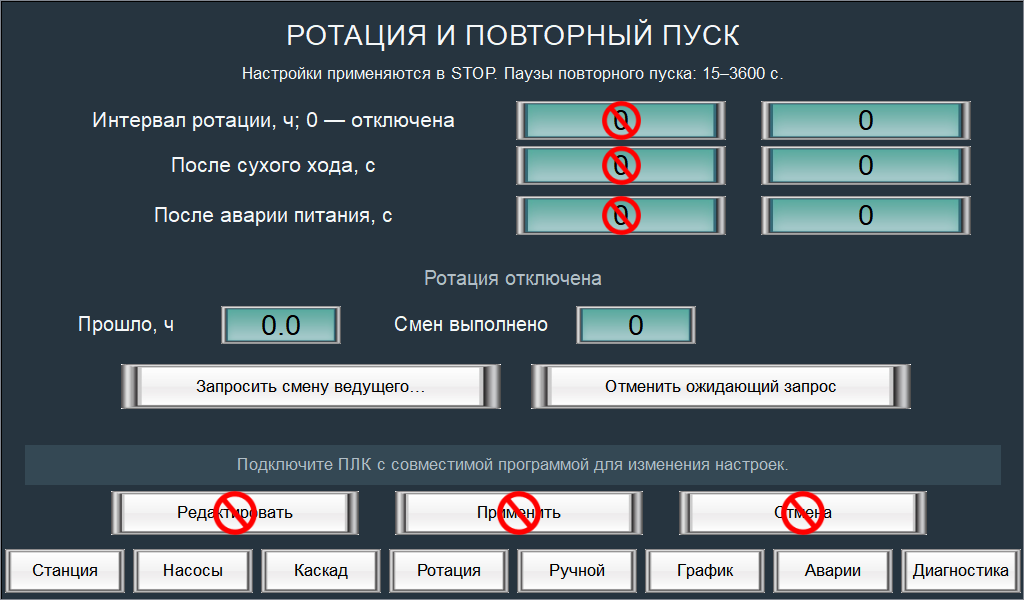 РОТАЦИЯ И ПОВТОРНЫЙ ПУСК
Настройки применяются в STOP. Паузы повторного пуска: 15–3600 с.
Интервал ротации, ч; 0 — отключена 0 0
После сухого хода, с 0 0
После аварии питания, с 0 0
Ротация отключена
Прошло, ч 0.0 Смен выполнено 0
Запросить смену ведущего... Отменить ожидающий запрос
Подключите ПЛК с совместимой программой для изменения настроек.
Редактировать Применить Отмена
Станция Насосы Каскад Ротация Ручной График Аварии Диагностика